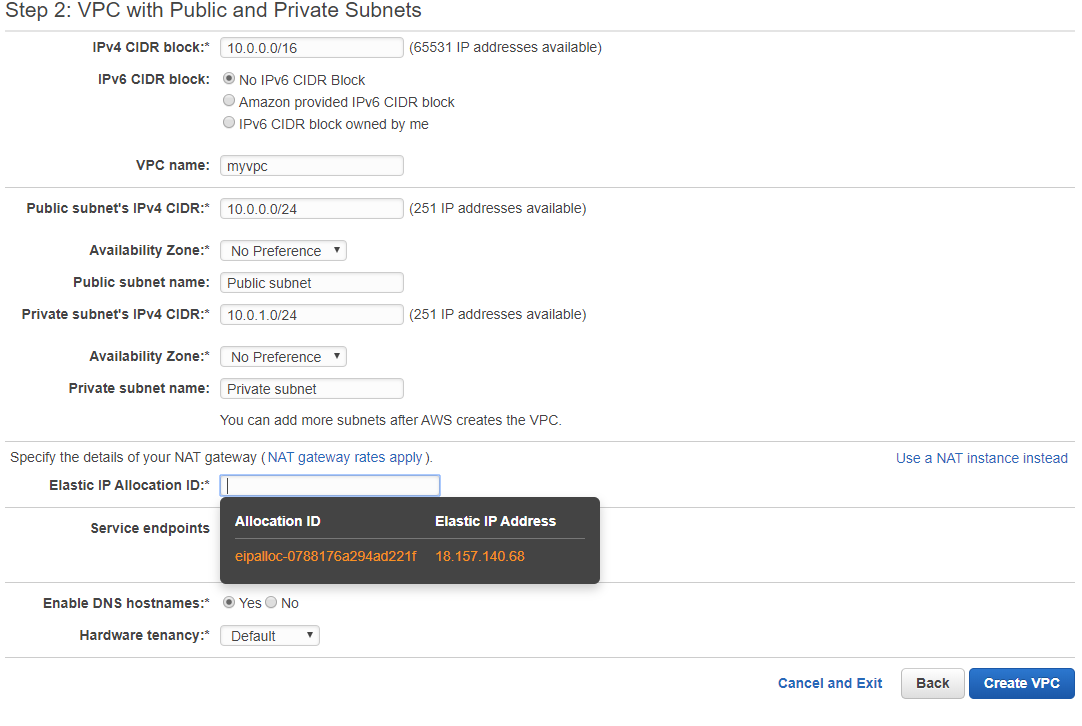 Step 2: VPC with Public and Private Subnets
IPv4 CIDR block:* 10.0.0.0/16 (65531 IP addresses available)
IPv6 CIDR block: No IPv6 CIDR Block
Amazon provided IPv6 CIDR block
IPv6 CIDR block owned by me
VPC name: myvpc
Public subnet's IPv4 CIDR:* 10.0.0.0/24 (251 IP addresses available)
Availability Zone:* No Preference
Public subnet name: Public subnet
Private subnet's IPv4 CIDR:* 10.0.1.0/24 (251 IP addresses available)
Availability Zone:* No Preference
Private subnet name: Private subnet
You can add more subnets after AWS creates the VPC.
Specify the details of your NAT gateway (NAT gateway rates apply). Use a NAT instance instead
Elastic IP Allocation ID:*
Service endpoints
Allocation ID Elastic IP Address
eipalloc-0788176a294ad221f 18.157.140.68
Enable DNS hostnames:* Yes No
Hardware tenancy:* Default
Cancel and Exit Back Create VPC